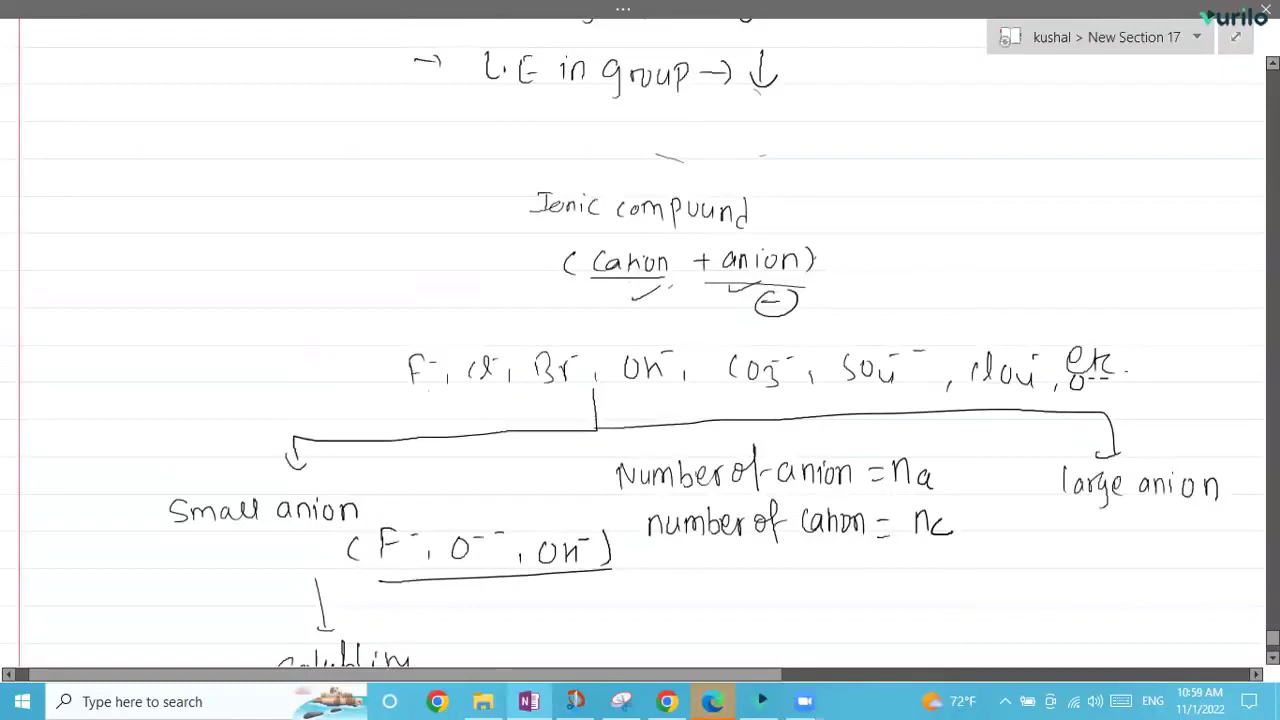 vurilo
kushal > New Section 17
→ L.E in group → ↓
Ionic compuund
(cation + anion)
(-)
F⁻, Cl⁻, Br⁻, OH⁻, CO3⁻⁻, SO4⁻⁻, ClO4⁻, etc.
O⁻⁻
Number of anion = na
large anion
Small anion
number of cation = nc
(F⁻, O⁻⁻, OH⁻)
Type here to search
72°F
ENG
10:59 AM
11/1/2022